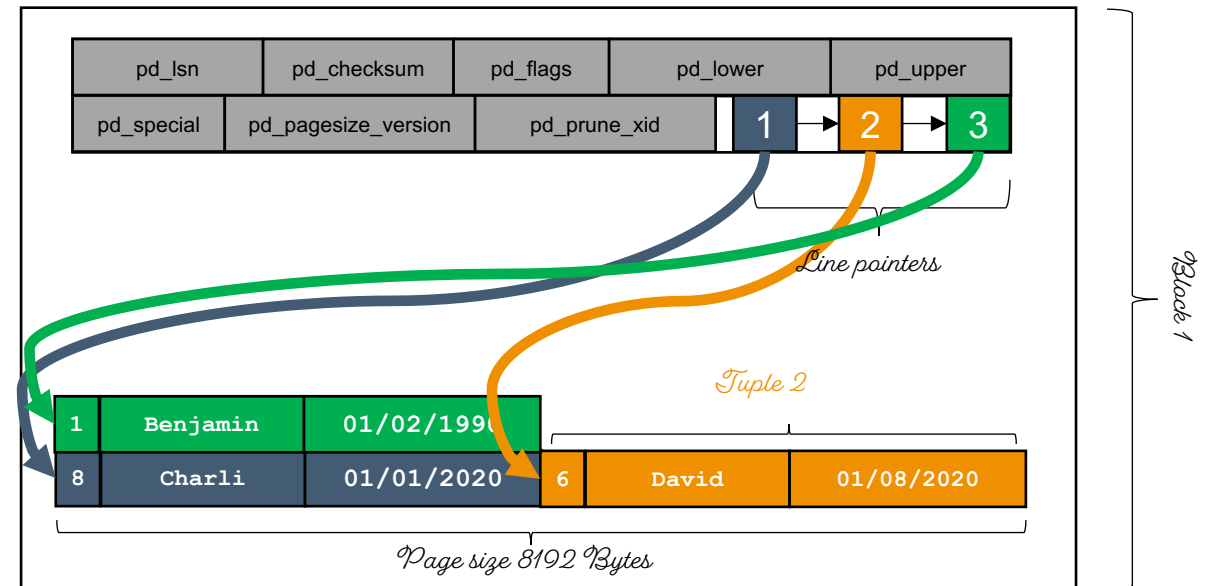 pd_lsn pd_checksum pd_flags pd_lower pd_upper
pd_special pd_pagesize_version pd_prune_xid 1 2 3
Line pointers
Block 1
Tuple 2
1 Benjamin 01/02/1990
8 Charli 01/01/2020 6 David 01/08/2020
Page size 8192 Bytes